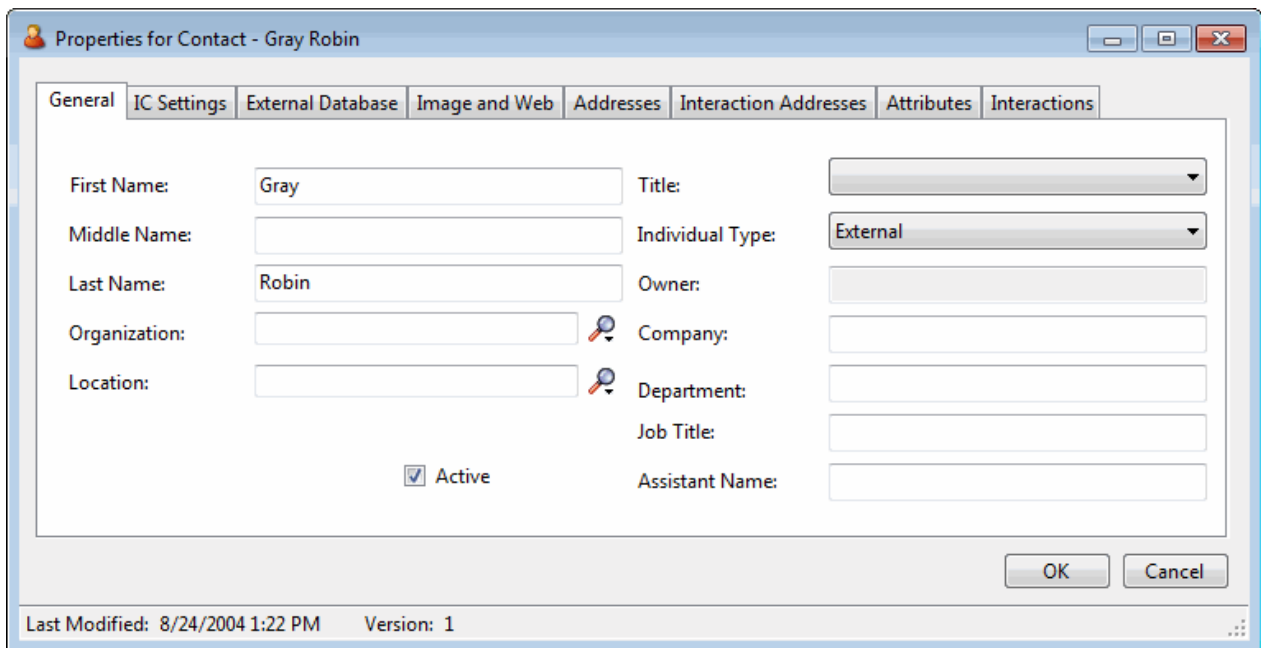 Properties for Contact - Gray Robin
General IC Settings External Database Image and Web Addresses Interaction Addresses Attributes Interactions
First Name: Gray Title:
Middle Name: Individual Type: External
Last Name: Robin Owner:
Organization: Company:
Location: Department:
Job Title:
Active Assistant Name:
OK Cancel
Last Modified: 8/24/2004 1:22 PM Version: 1